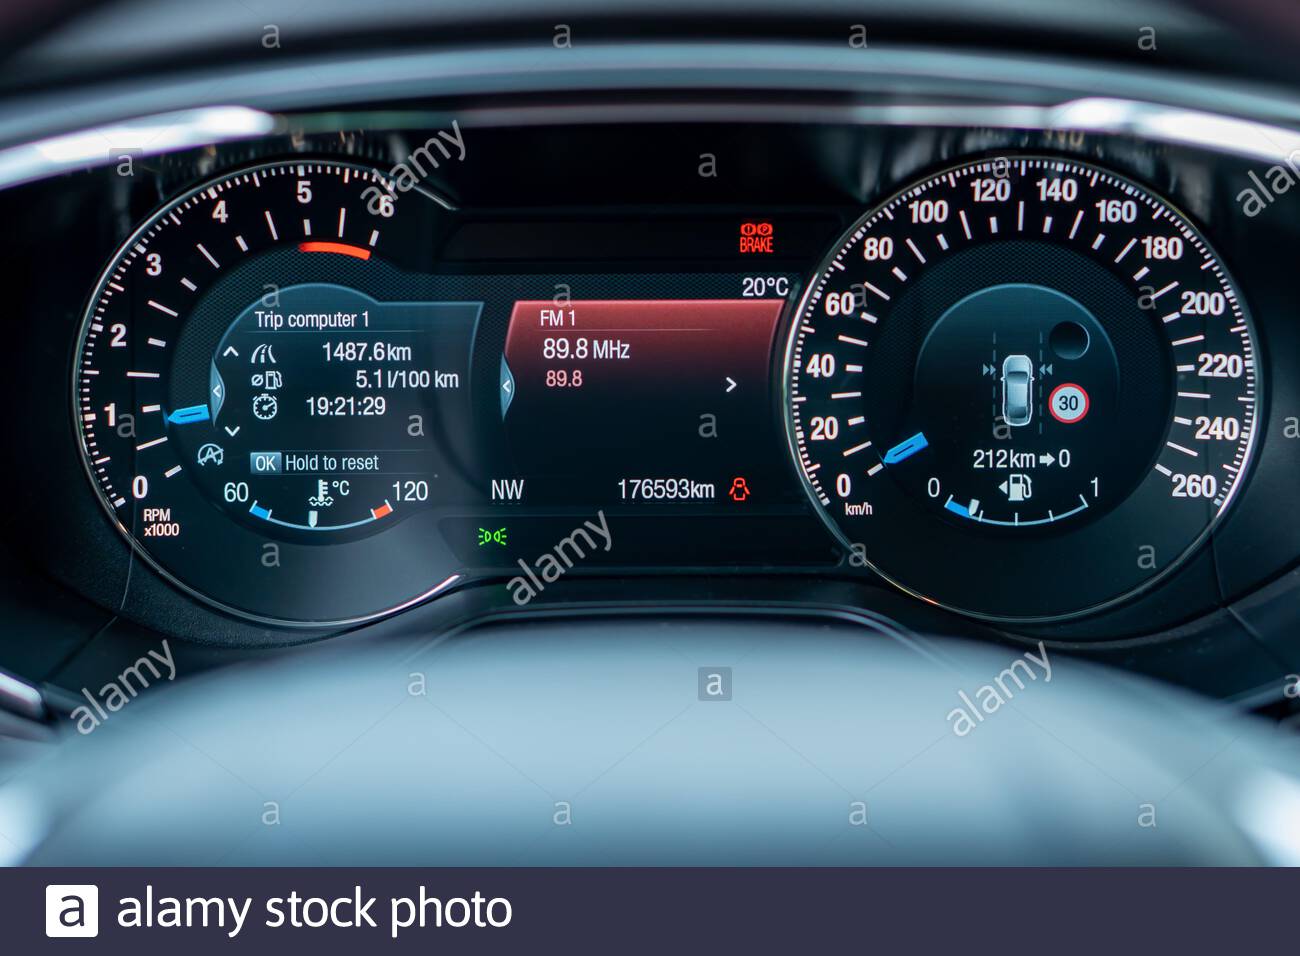 BRAKE
20°C
Trip computer 1
1487.6 km
5.1 l/100 km
19:21:29
OK Hold to reset
60 °C 120
0 1 2 3 4 5 6
RPM
x1000
FM 1
89.8 MHz
89.8
NW 176593km
0 20 40 60 80 100 120 140 160 180 200 220 240 260
km/h
30
212km 0
0 1
alamy
alamy
alamy
alamy
alamy
a alamy stock photo